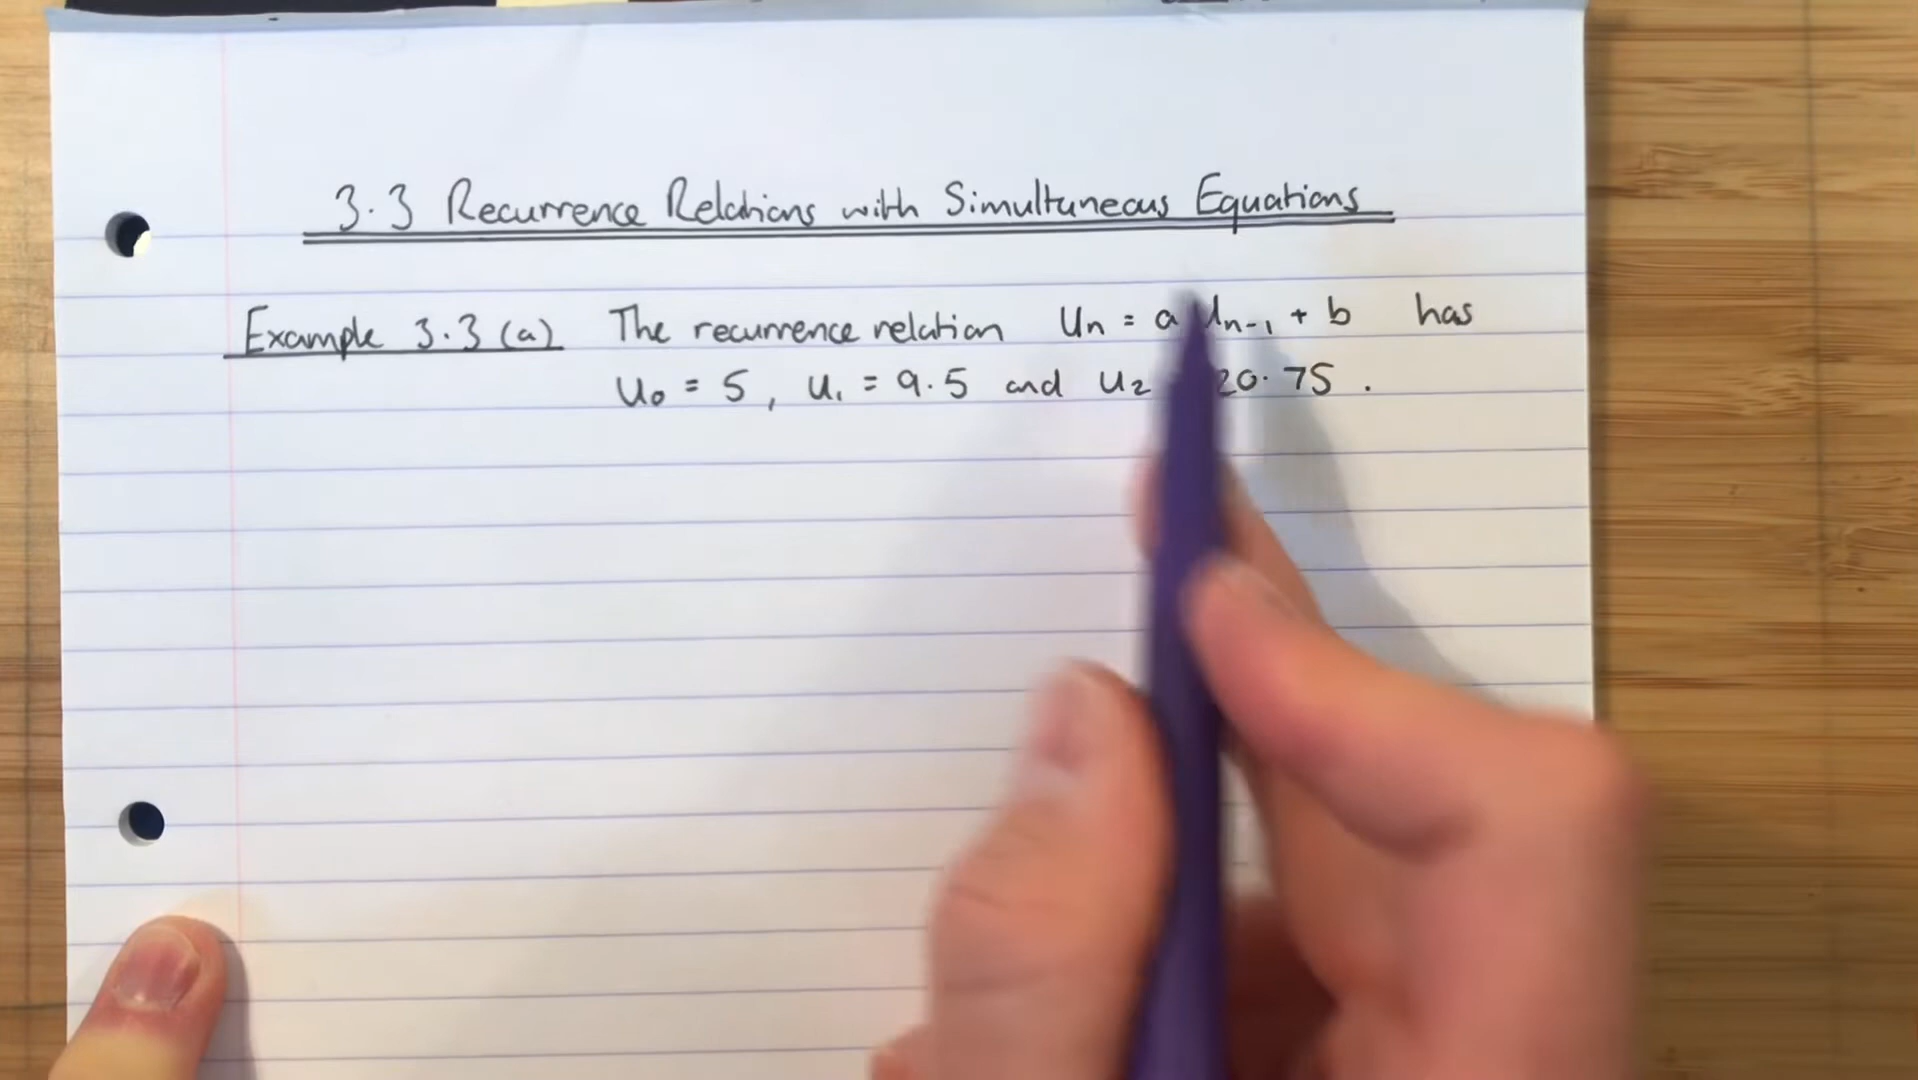 3.3 Recurrence Relations with Simultaneous Equations
Example 3.3 (a) The recurrence relation Un = a Un-1 + b has
U0 = 5, U1 = 9.5 and U2 20.75.